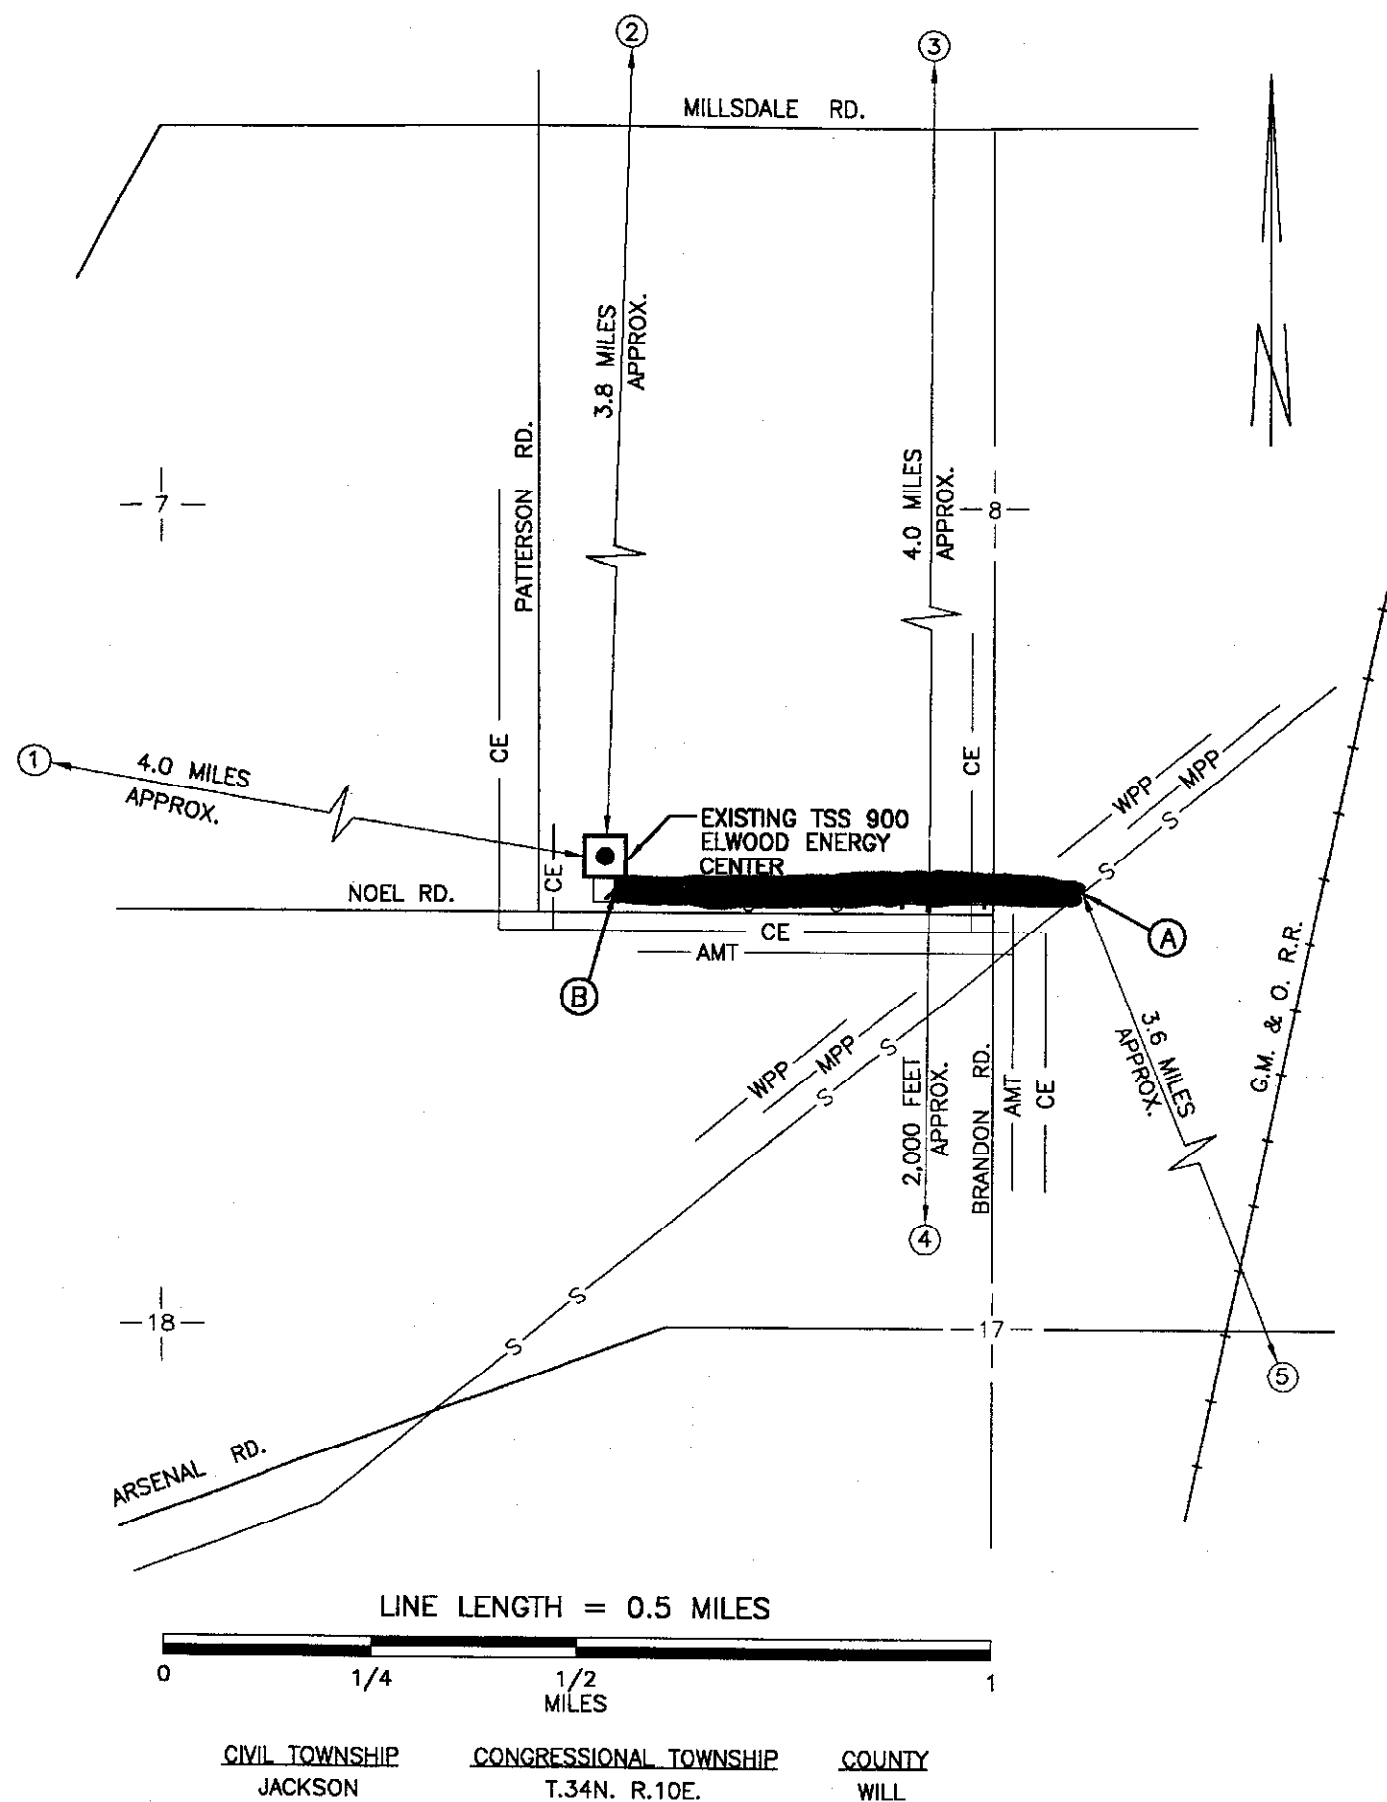 2
3
MILLSDALE RD.
3.8 MILES
APPROX.
4.0 MILES
APPROX.
PATTERSON RD.
7
8
N
CE
CE
1
4.0 MILES
APPROX.
EXISTING TSS 900
ELWOOD ENERGY
CENTER
WPP
MPP
S
S
CE
NOEL RD.
CE
AMT
A
B
G.M. & O. R.R.
3.6 MILES
APPROX.
WPP
MPP
S
S
2,000 FEET
APPROX.
BRANDON RD.
AMT
CE
4
S
S
18
17
5
ARSENAL RD.
LINE LENGTH = 0.5 MILES
0 1/4 1/2 1
MILES
CIVIL TOWNSHIP CONGRESSIONAL TOWNSHIP COUNTY
JACKSON T.34N. R.10E. WILL